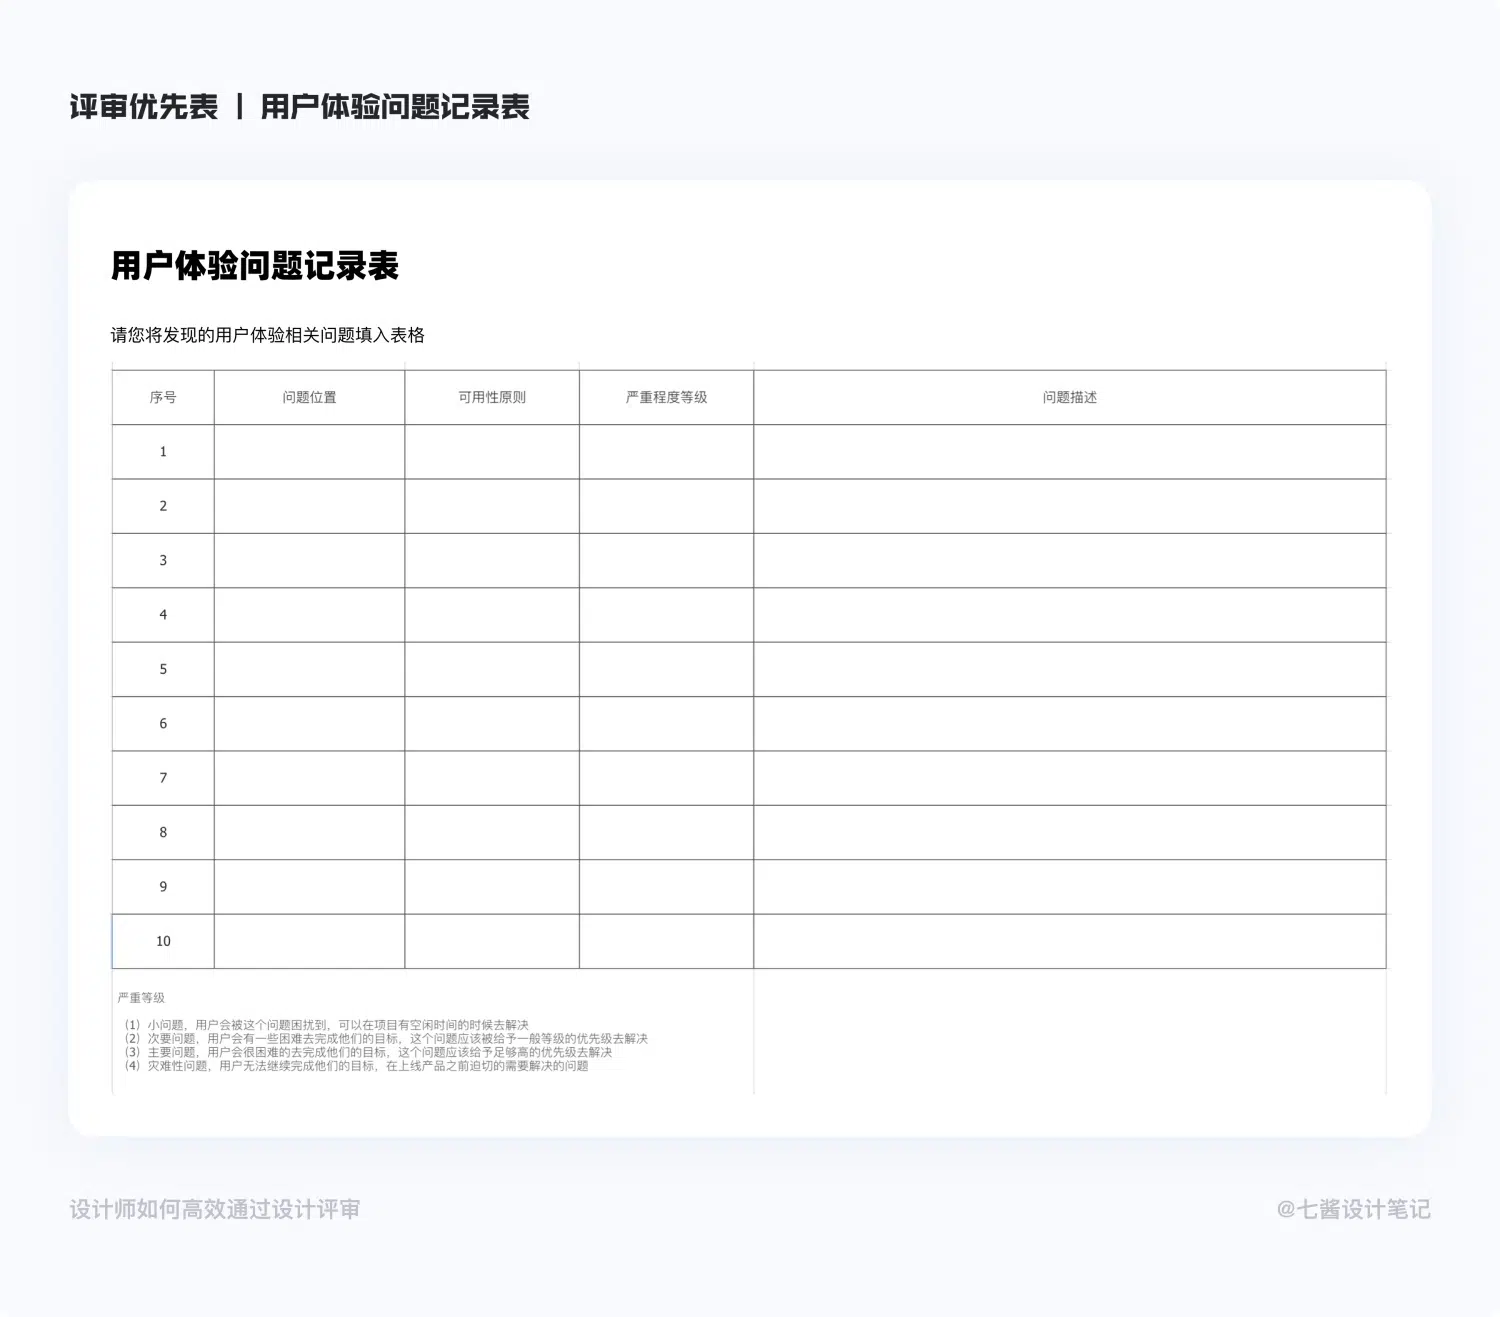 评审优先表 | 用户体验问题记录表
用户体验问题记录表
请您将发现的用户体验相关问题填入表格
序号 问题位置 可用性原则 严重程度等级 问题描述
1
2
3
4
5
6
7
8
9
10
严重等级
（1）小问题，用户会被这个问题困扰到，可以在项目有空闲时间的时候去解决
（2）次要问题，用户会有一些困难去完成他们的目标，这个问题应该被给予一般等级的优先级去解决
（3）主要问题，用户会很困难的去完成他们的目标，这个问题应该给予足够高的优先级去解决
（4）灾难性问题，用户无法继续完成他们的目标，在上线产品之前迫切的需要解决的问题
设计师如何高效通过设计评审
@七酱设计笔记